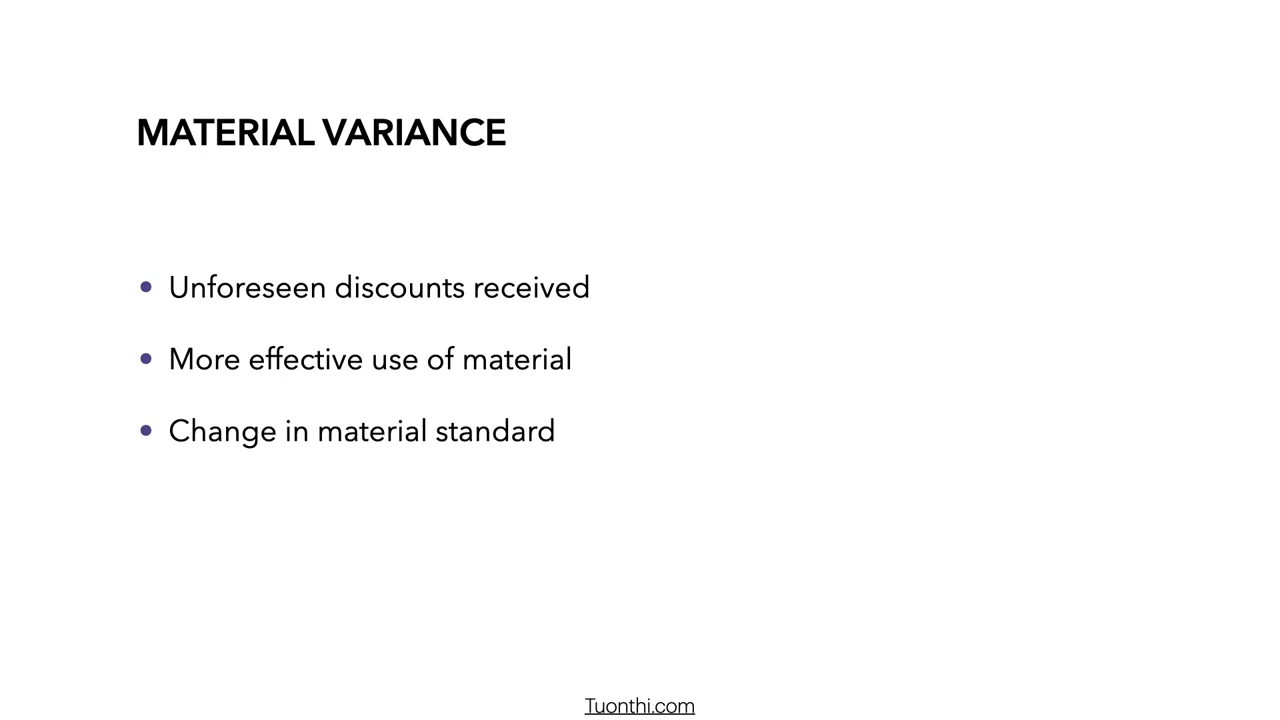 MATERIAL VARIANCE
• Unforeseen discounts received
• More effective use of material
• Change in material standard
Tuonthi.com